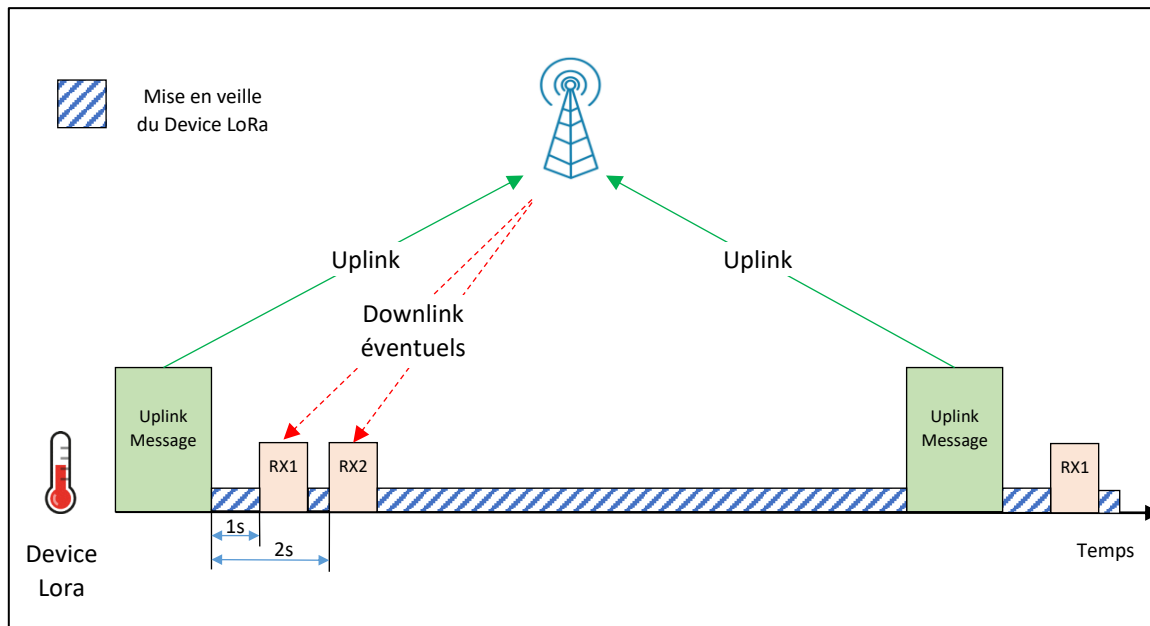 Mise en veille
du Device LoRa
Uplink
Uplink
Downlink
éventuels
Uplink
Message
Uplink
Message
RX1
RX2
RX1
1s
2s
Temps
Device
Lora